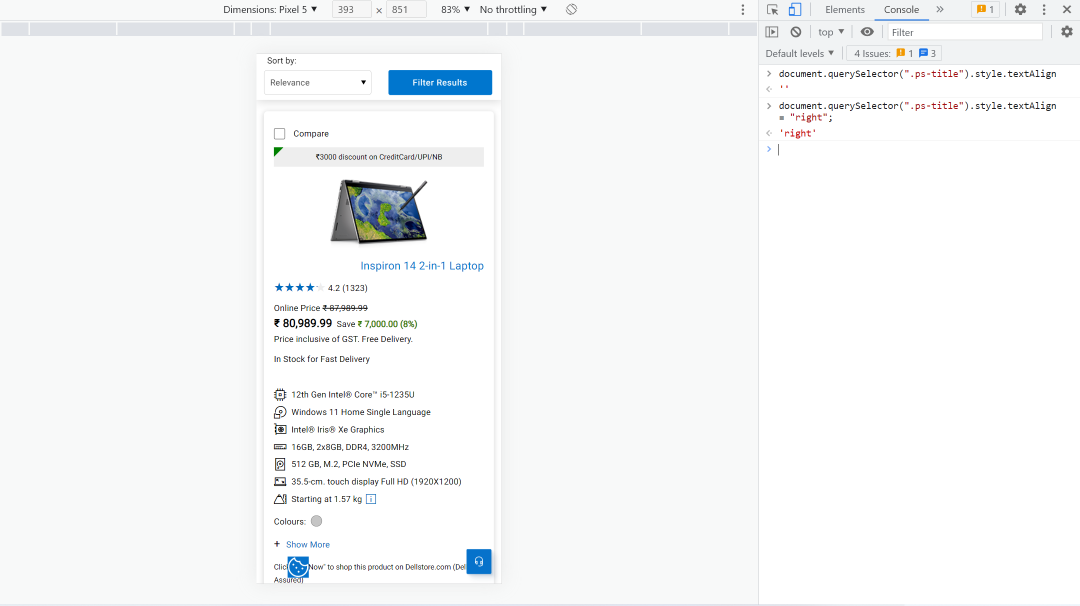 Dimensions: Pixel 5 ▼ 393 × 851 83% ▼ No throttling ▼
Sort by:
Relevance ▼
Filter Results
Compare
₹3000 discount on CreditCard/UPI/NB
Inspiron 14 2-in-1 Laptop
4.2 (1323)
Online Price ₹ 87,989.99
₹ 80,989.99 Save ₹ 7,000.00 (8%)
Price inclusive of GST. Free Delivery.
In Stock for Fast Delivery
12th Gen Intel® Core™ i5-1235U
Windows 11 Home Single Language
Intel® Iris® Xe Graphics
16GB, 2x8GB, DDR4, 3200MHz
512 GB, M.2, PCIe NVMe, SSD
35.5-cm. touch display Full HD (1920X1200)
Starting at 1.57 kg i
Colours:
+ Show More
Now' to shop this product on Dellstore.com
Assured)
Elements Console » 1
top ▼ Filter
Default levels ▼ 4 Issues: 1 3
> document.querySelector(".ps-title").style.textAlign
''
> document.querySelector(".ps-title").style.textAlign
= "right";
'right'
>